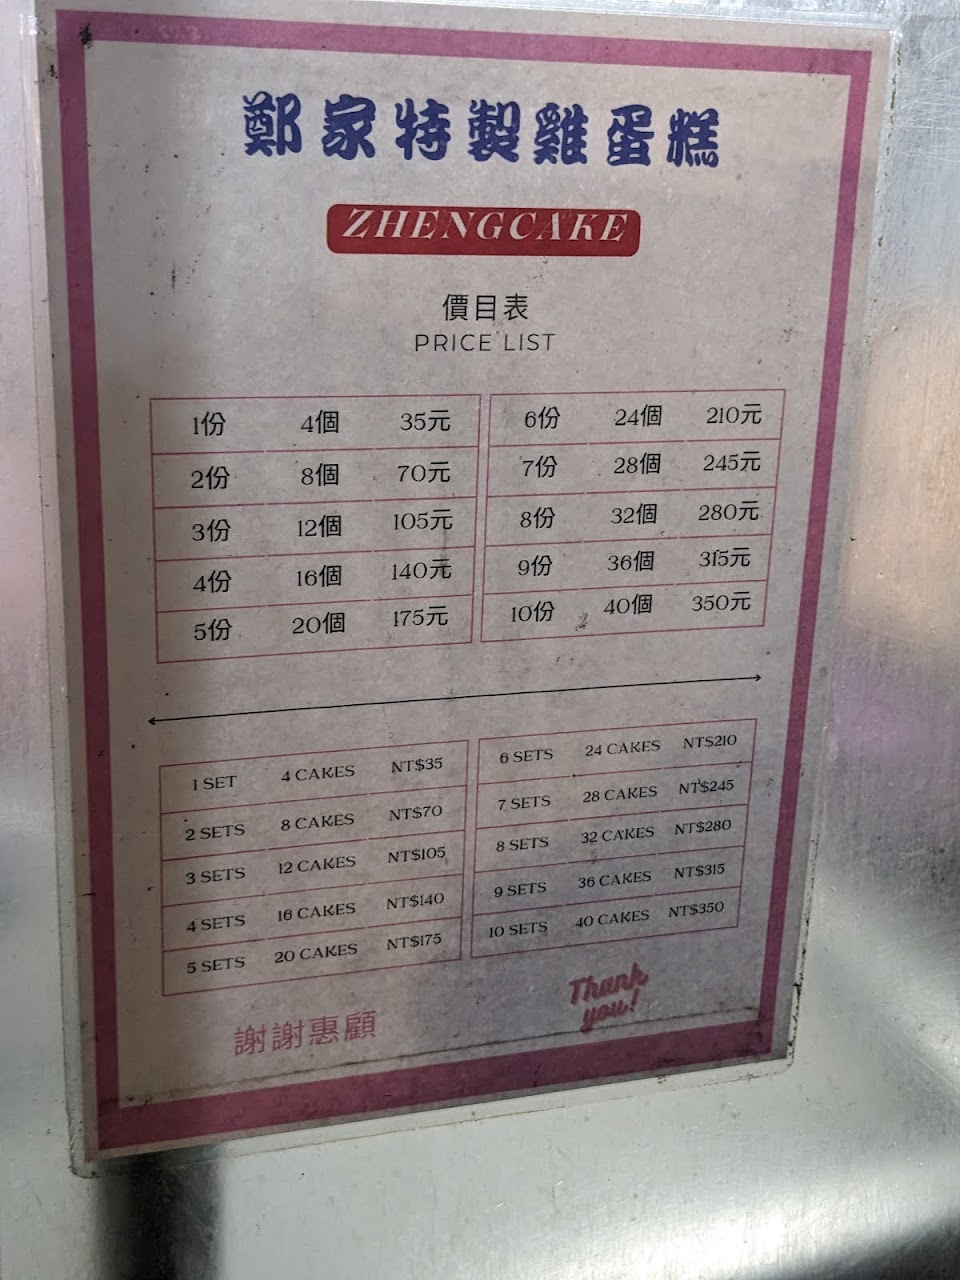 鄭家特製雞蛋糕
ZHENGCAKE
價目表
PRICE LIST
1份 4個 35元
2份 8個 70元
3份 12個 105元
4份 16個 140元
5份 20個 175元
6份 24個 210元
7份 28個 245元
8份 32個 280元
9份 36個 315元
10份 40個 350元
1 SET 4 CAKES NT$35
2 SETS 8 CAKES NT$70
3 SETS 12 CAKES NT$105
4 SETS 16 CAKES NT$140
5 SETS 20 CAKES NT$175
6 SETS 24 CAKES NT$210
7 SETS 28 CAKES NT$245
8 SETS 32 CAKES NT$280
9 SETS 36 CAKES NT$315
10 SETS 40 CAKES NT$350
謝謝惠顧
Thank
you!